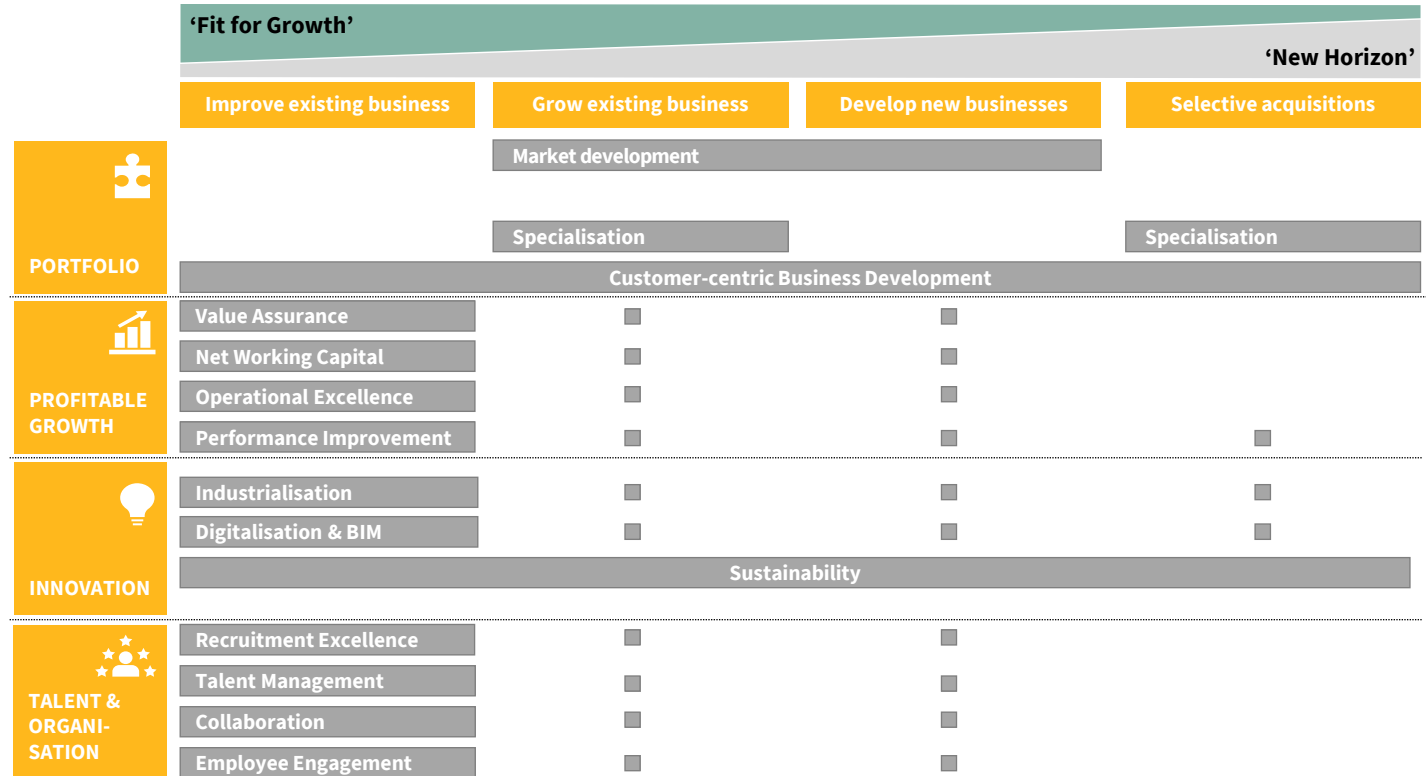 ‘Fit for Growth’
‘New Horizon’
Improve existing business
Grow existing business
Develop new businesses
Selective acquisitions
PORTFOLIO
Market development
Specialisation
Specialisation
Customer-centric Business Development
PROFITABLE
GROWTH
Value Assurance
Net Working Capital
Operational Excellence
Performance Improvement
INNOVATION
Industrialisation
Digitalisation & BIM
Sustainability
TALENT &
ORGANI-
SATION
Recruitment Excellence
Talent Management
Collaboration
Employee Engagement